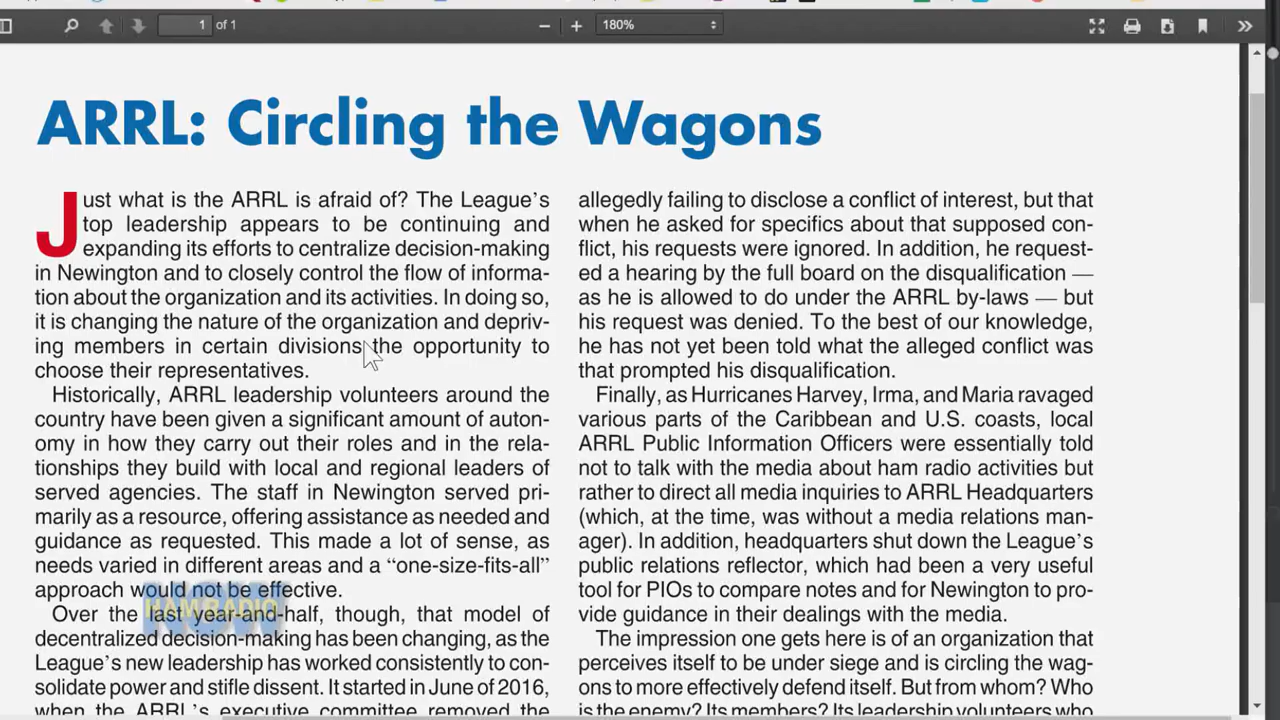 1 of 1
180%
ARRL: Circling the Wagons
Just what is the ARRL is afraid of? The League's
top leadership appears to be continuing and
expanding its efforts to centralize decision-making
in Newington and to closely control the flow of informa-
tion about the organization and its activities. In doing so,
it is changing the nature of the organization and depriv-
ing members in certain divisions the opportunity to
choose their representatives.
Historically, ARRL leadership volunteers around the
country have been given a significant amount of auton-
omy in how they carry out their roles and in the rela-
tionships they build with local and regional leaders of
served agencies. The staff in Newington served pri-
marily as a resource, offering assistance as needed and
guidance as requested. This made a lot of sense, as
needs varied in different areas and a “one-size-fits-all”
approach would not be effective.
Over the last year-and-half, though, that model of
decentralized decision-making has been changing, as the
League's new leadership has worked consistently to con-
solidate power and stifle dissent. It started in June of 2016,
when the ARRL's executive committee removed the
allegedly failing to disclose a conflict of interest, but that
when he asked for specifics about that supposed con-
flict, his requests were ignored. In addition, he request-
ed a hearing by the full board on the disqualification —
as he is allowed to do under the ARRL by-laws — but
his request was denied. To the best of our knowledge,
he has not yet been told what the alleged conflict was
that prompted his disqualification.
Finally, as Hurricanes Harvey, Irma, and Maria ravaged
various parts of the Caribbean and U.S. coasts, local
ARRL Public Information Officers were essentially told
not to talk with the media about ham radio activities but
rather to direct all media inquiries to ARRL Headquarters
(which, at the time, was without a media relations man-
ager). In addition, headquarters shut down the League's
public relations reflector, which had been a very useful
tool for PIOs to compare notes and for Newington to pro-
vide guidance in their dealings with the media.
The impression one gets here is of an organization that
perceives itself to be under siege and is circling the wag-
ons to more effectively defend itself. But from whom? Who
is the enemy? Its members? Its leadership volunteers who
HAM RADIO
NOW